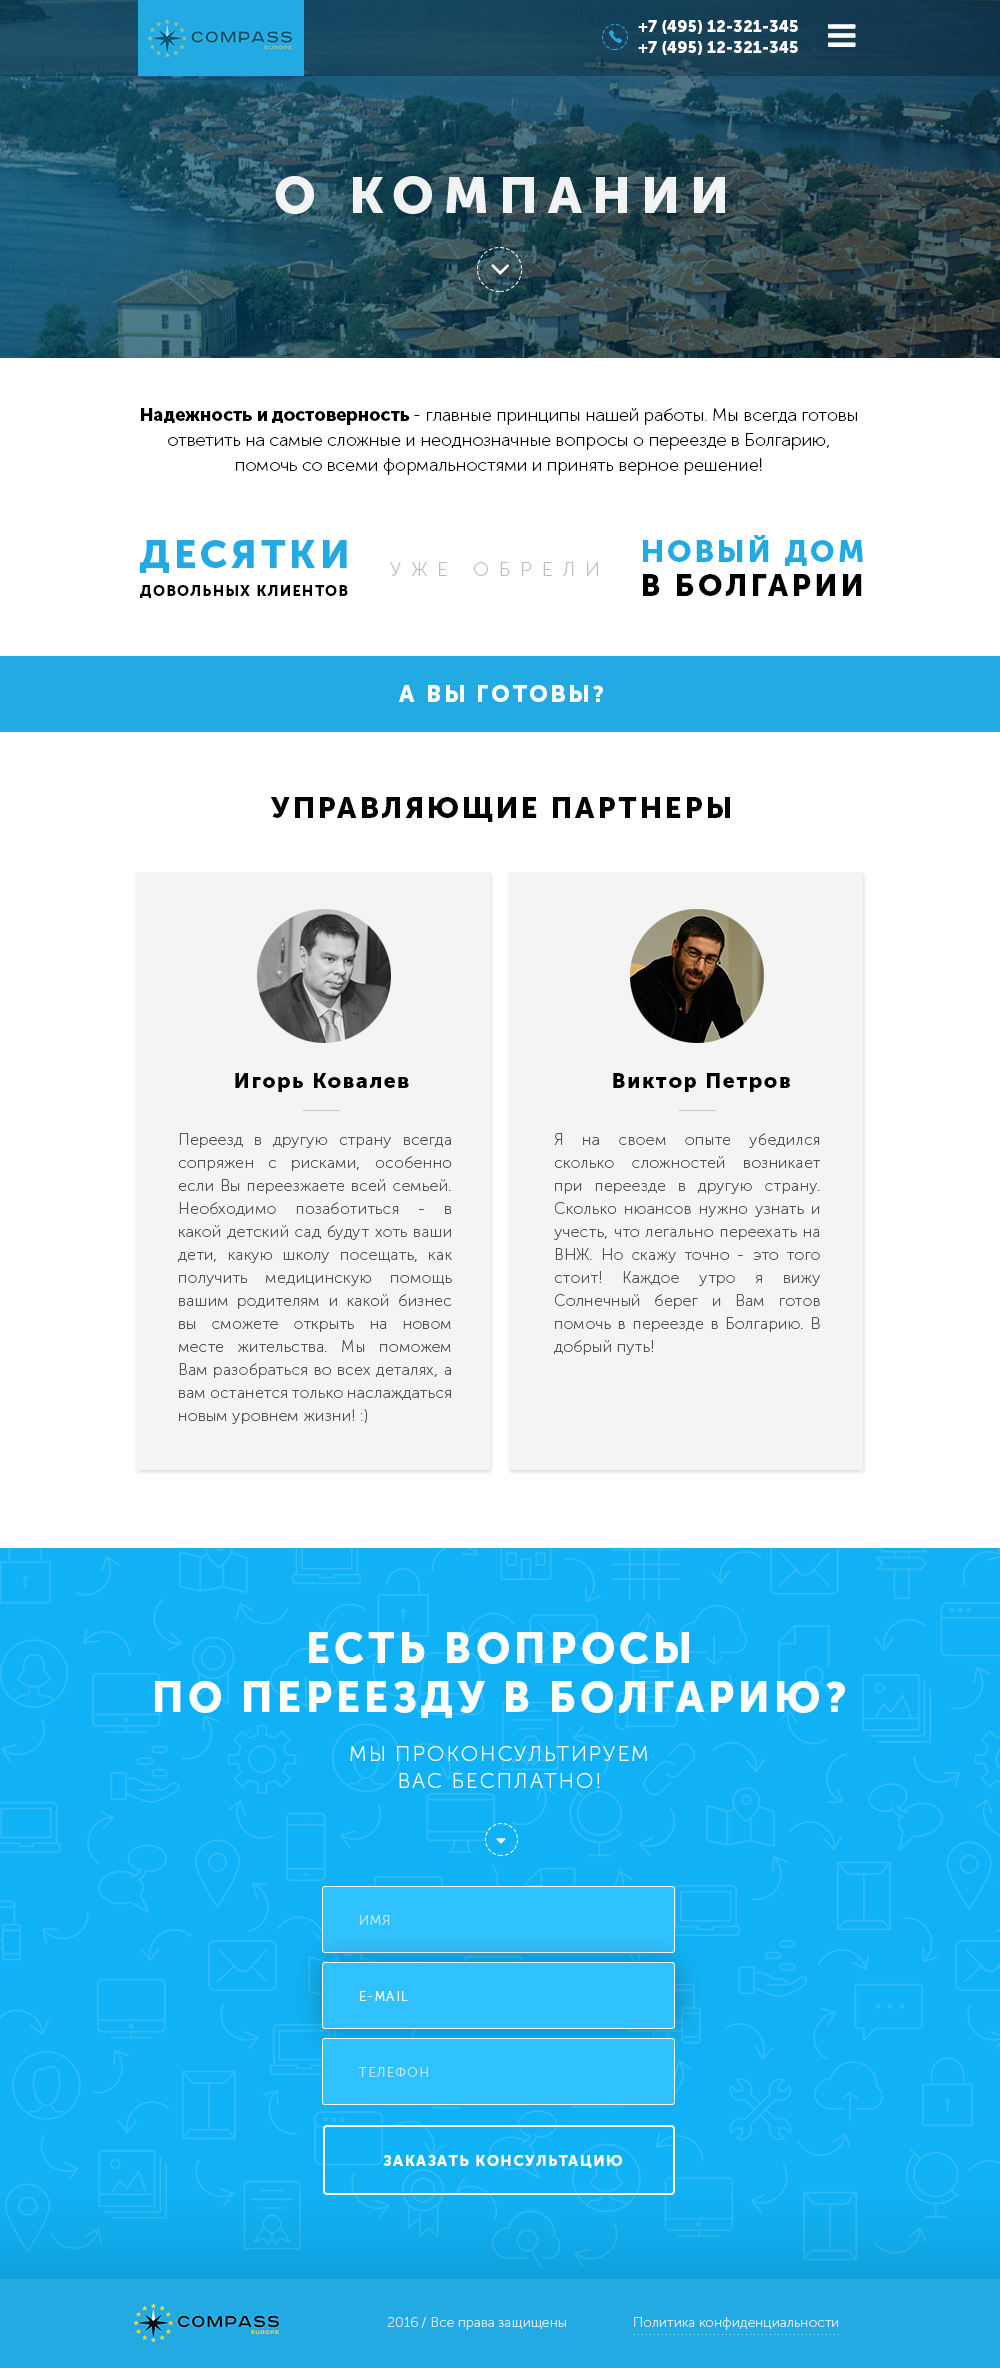 COMPASS
EUROPE
+7 (495) 12-321-345
+7 (495) 12-321-345
О КОМПАНИИ
Надежность и достоверность - главные принципы нашей работы. Мы всегда готовы
ответить на самые сложные и неоднозначные вопросы о переезде в Болгарию,
помочь со всеми формальностями и принять верное решение!
ДЕСЯТКИ
ДОВОЛЬНЫХ КЛИЕНТОВ
УЖЕ ОБРЕЛИ
НОВЫЙ ДОМ
В БОЛГАРИИ
А ВЫ ГОТОВЫ?
УПРАВЛЯЮЩИЕ ПАРТНЕРЫ
Игорь Ковалев
Переезд в другую страну всегда
сопряжен с рисками, особенно
если Вы переезжаете всей семьей.
Необходимо позаботиться - в
какой детский сад будут хоть ваши
дети, какую школу посещать, как
получить медицинскую помощь
вашим родителям и какой бизнес
вы сможете открыть на новом
месте жительства. Мы поможем
Вам разобраться во всех деталях, а
вам останется только наслаждаться
новым уровнем жизни! :)
Виктор Петров
Я на своем опыте убедился
сколько сложностей возникает
при переезде в другую страну.
Сколько нюансов нужно узнать и
учесть, что легально переехать на
ВНЖ. Но скажу точно - это того
стоит! Каждое утро я вижу
Солнечный берег и Вам готов
помочь в переезде в Болгарию. В
добрый путь!
ЕСТЬ ВОПРОСЫ
ПО ПЕРЕЕЗДУ В БОЛГАРИЮ?
МЫ ПРОКОНСУЛЬТИРУЕМ
ВАС БЕСПЛАТНО!
ИМЯ
E-MAIL
ТЕЛЕФОН
ЗАКАЗАТЬ КОНСУЛЬТАЦИЮ
COMPASS
EUROPE
2016 / Все права защищены
Политика конфиденциальности